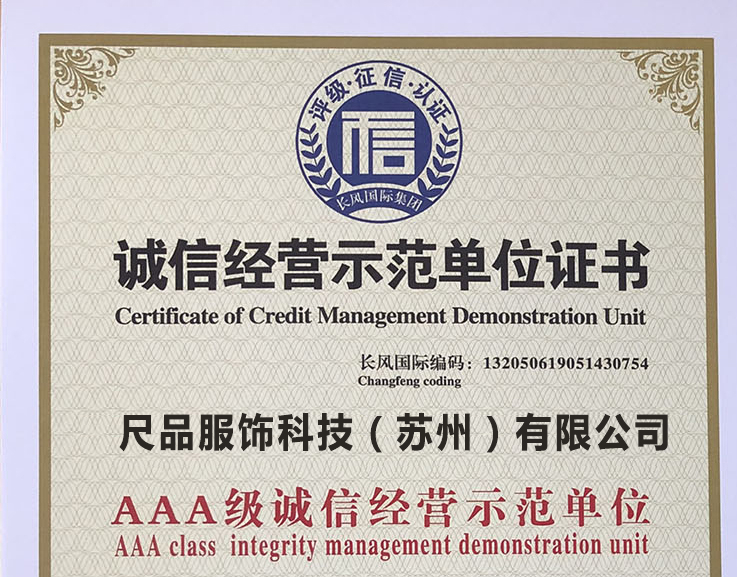 评级·征信·认证
信
长风国际集团
诚信经营示范单位证书
Certificate of Credit Management Demonstration Unit
长风国际编码：132050619051430754
Changfeng coding
尺品服饰科技（苏州）有限公司
AAA级诚信经营示范单位
AAA class integrity management demonstration unit